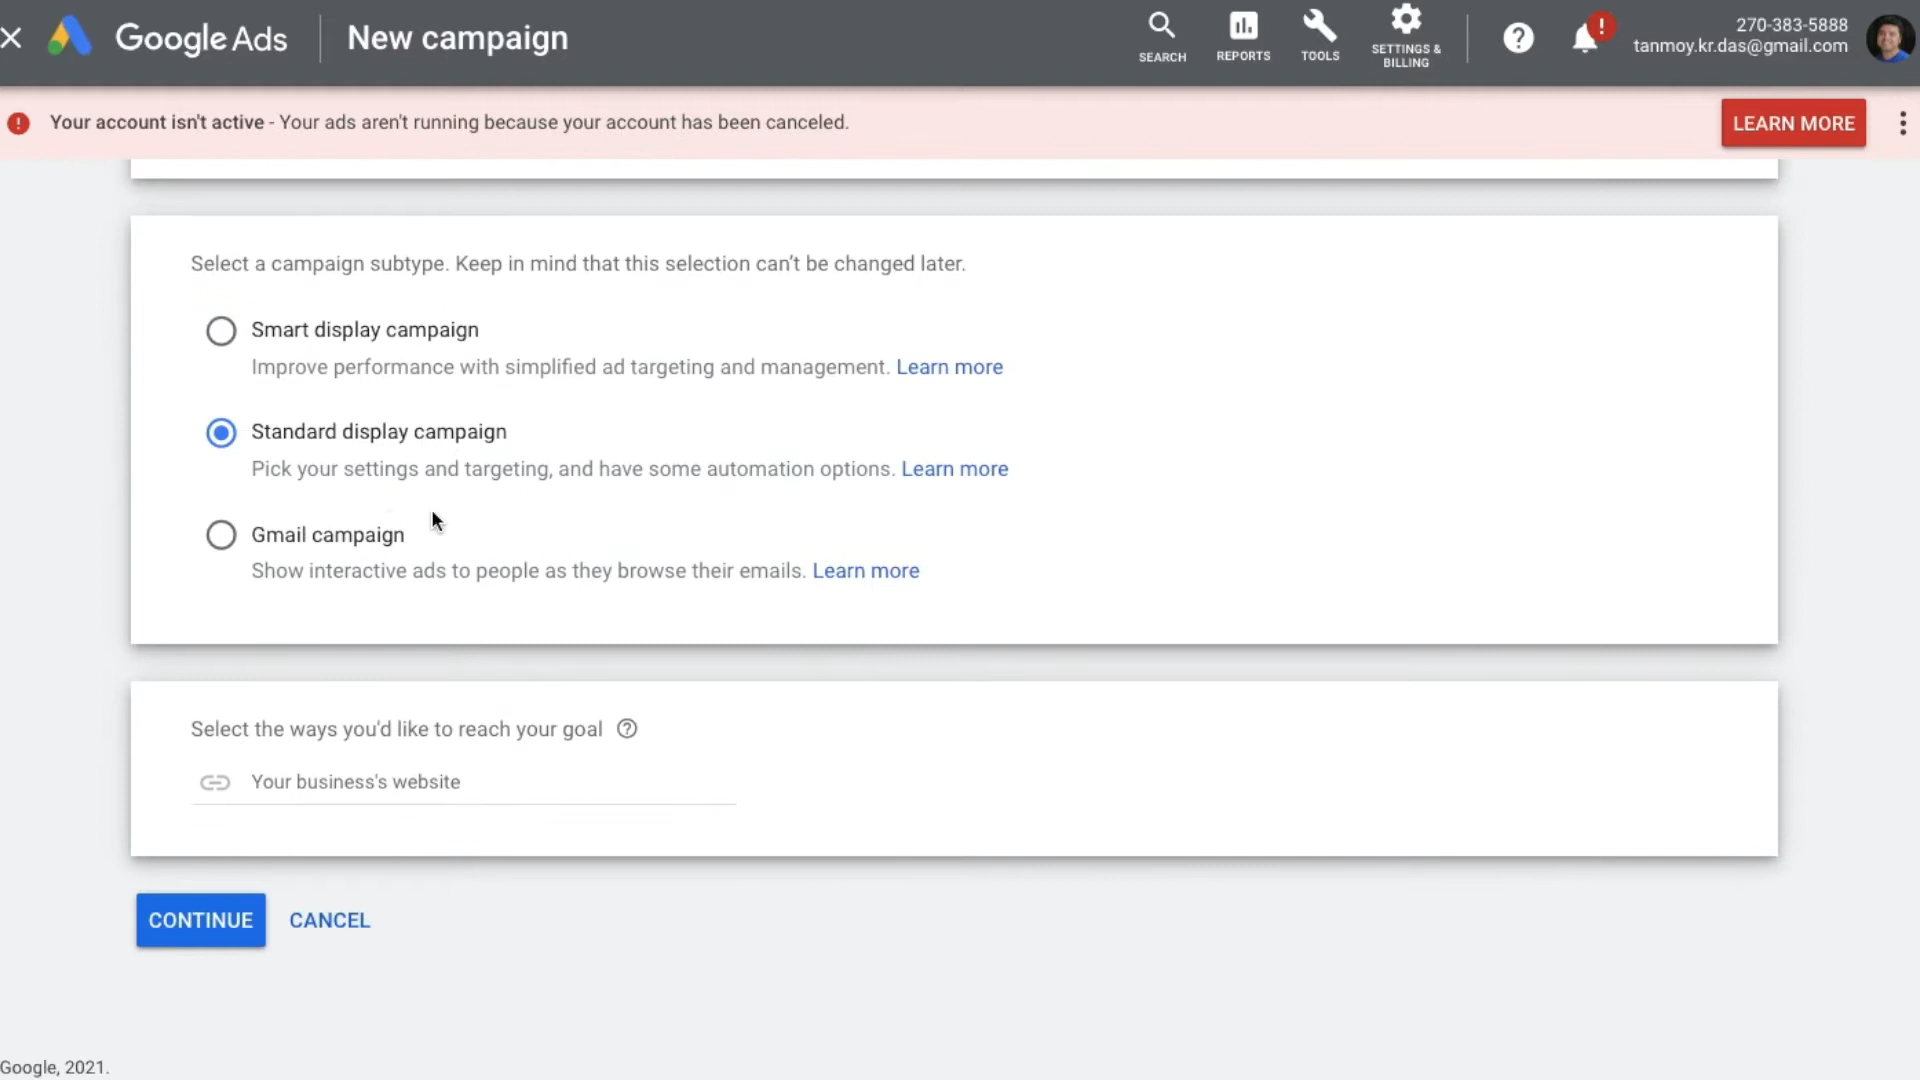 Google Ads
New campaign
SEARCH
REPORTS
TOOLS
SETTINGS &
BILLING
270-383-5888
tanmoy.kr.das@gmail.com
Your account isn't active - Your ads aren't running because your account has been canceled.
LEARN MORE
Select a campaign subtype. Keep in mind that this selection can't be changed later.
Smart display campaign
Improve performance with simplified ad targeting and management. Learn more
Standard display campaign
Pick your settings and targeting, and have some automation options. Learn more
Gmail campaign
Show interactive ads to people as they browse their emails. Learn more
Select the ways you'd like to reach your goal
Your business's website
CONTINUE
CANCEL
Google, 2021.